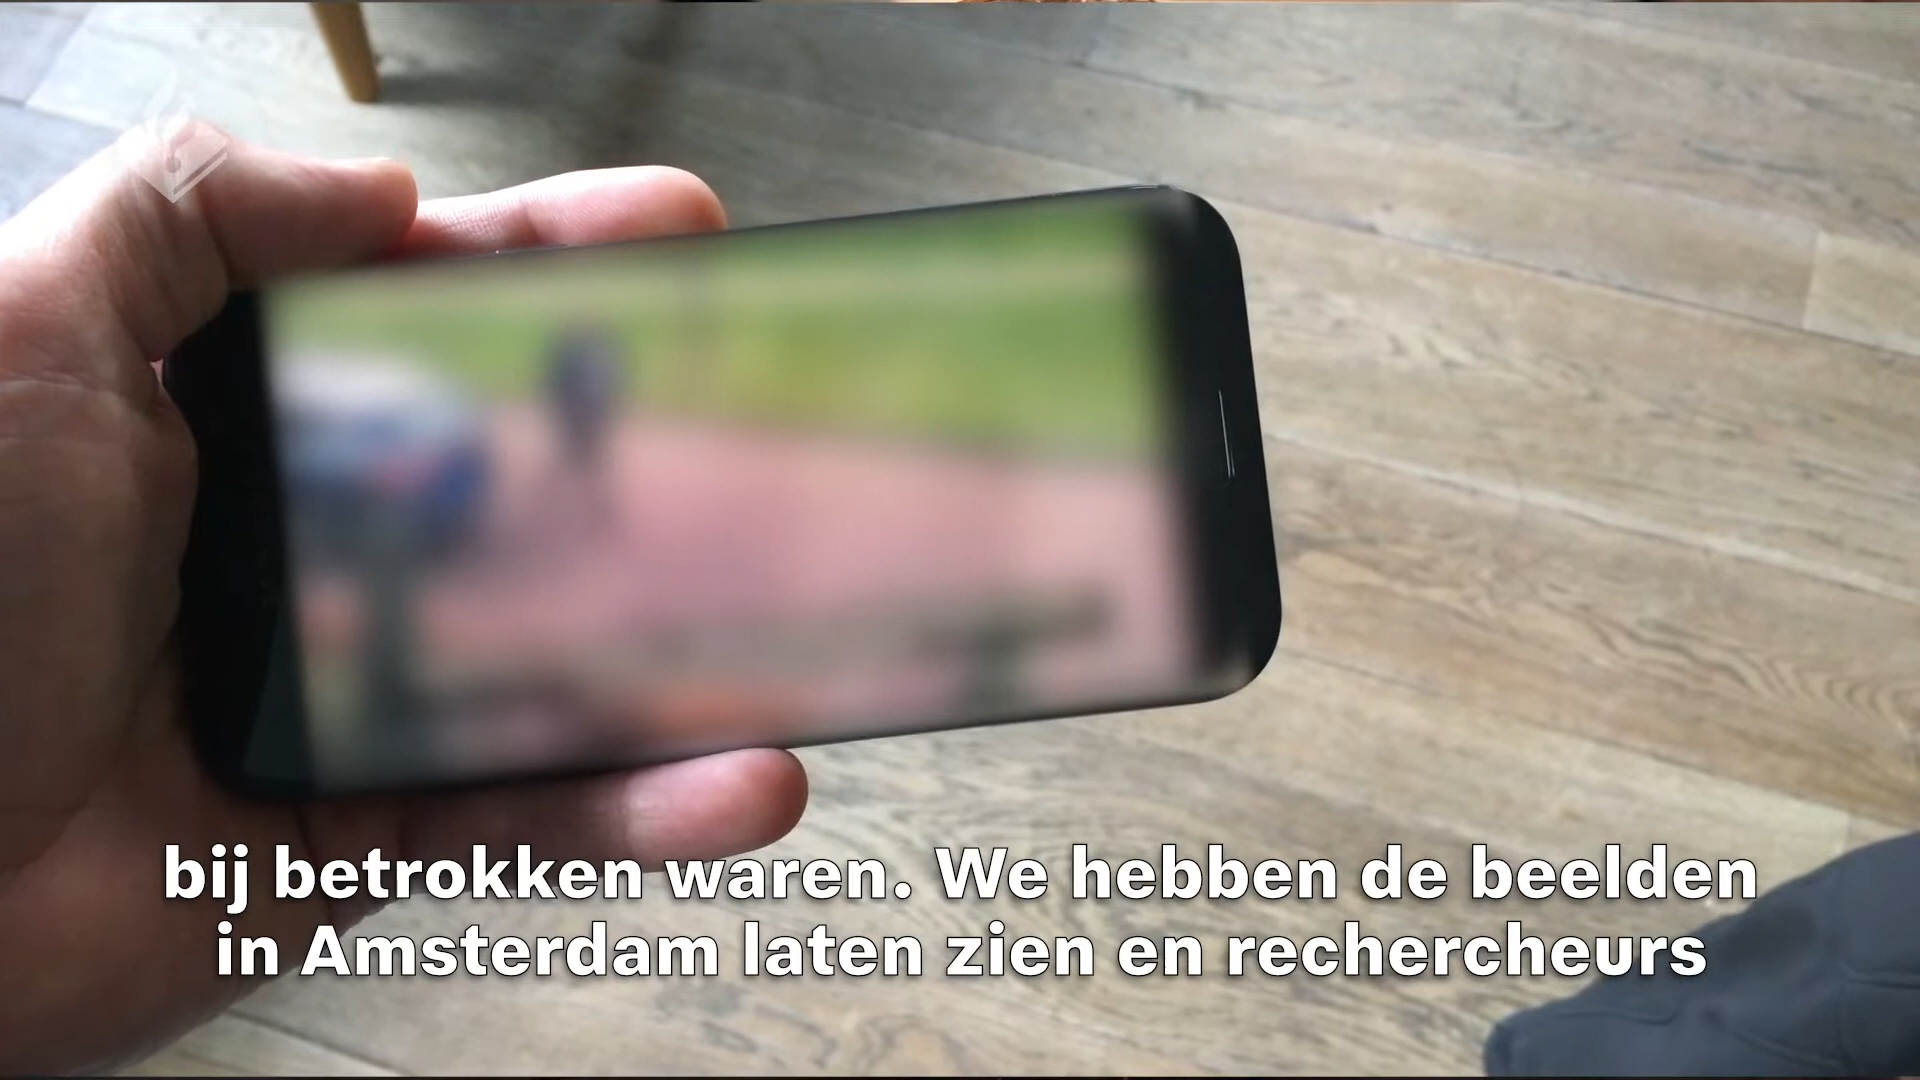 bij betrokken waren. We hebben de beelden
in Amsterdam laten zien en rechercheurs